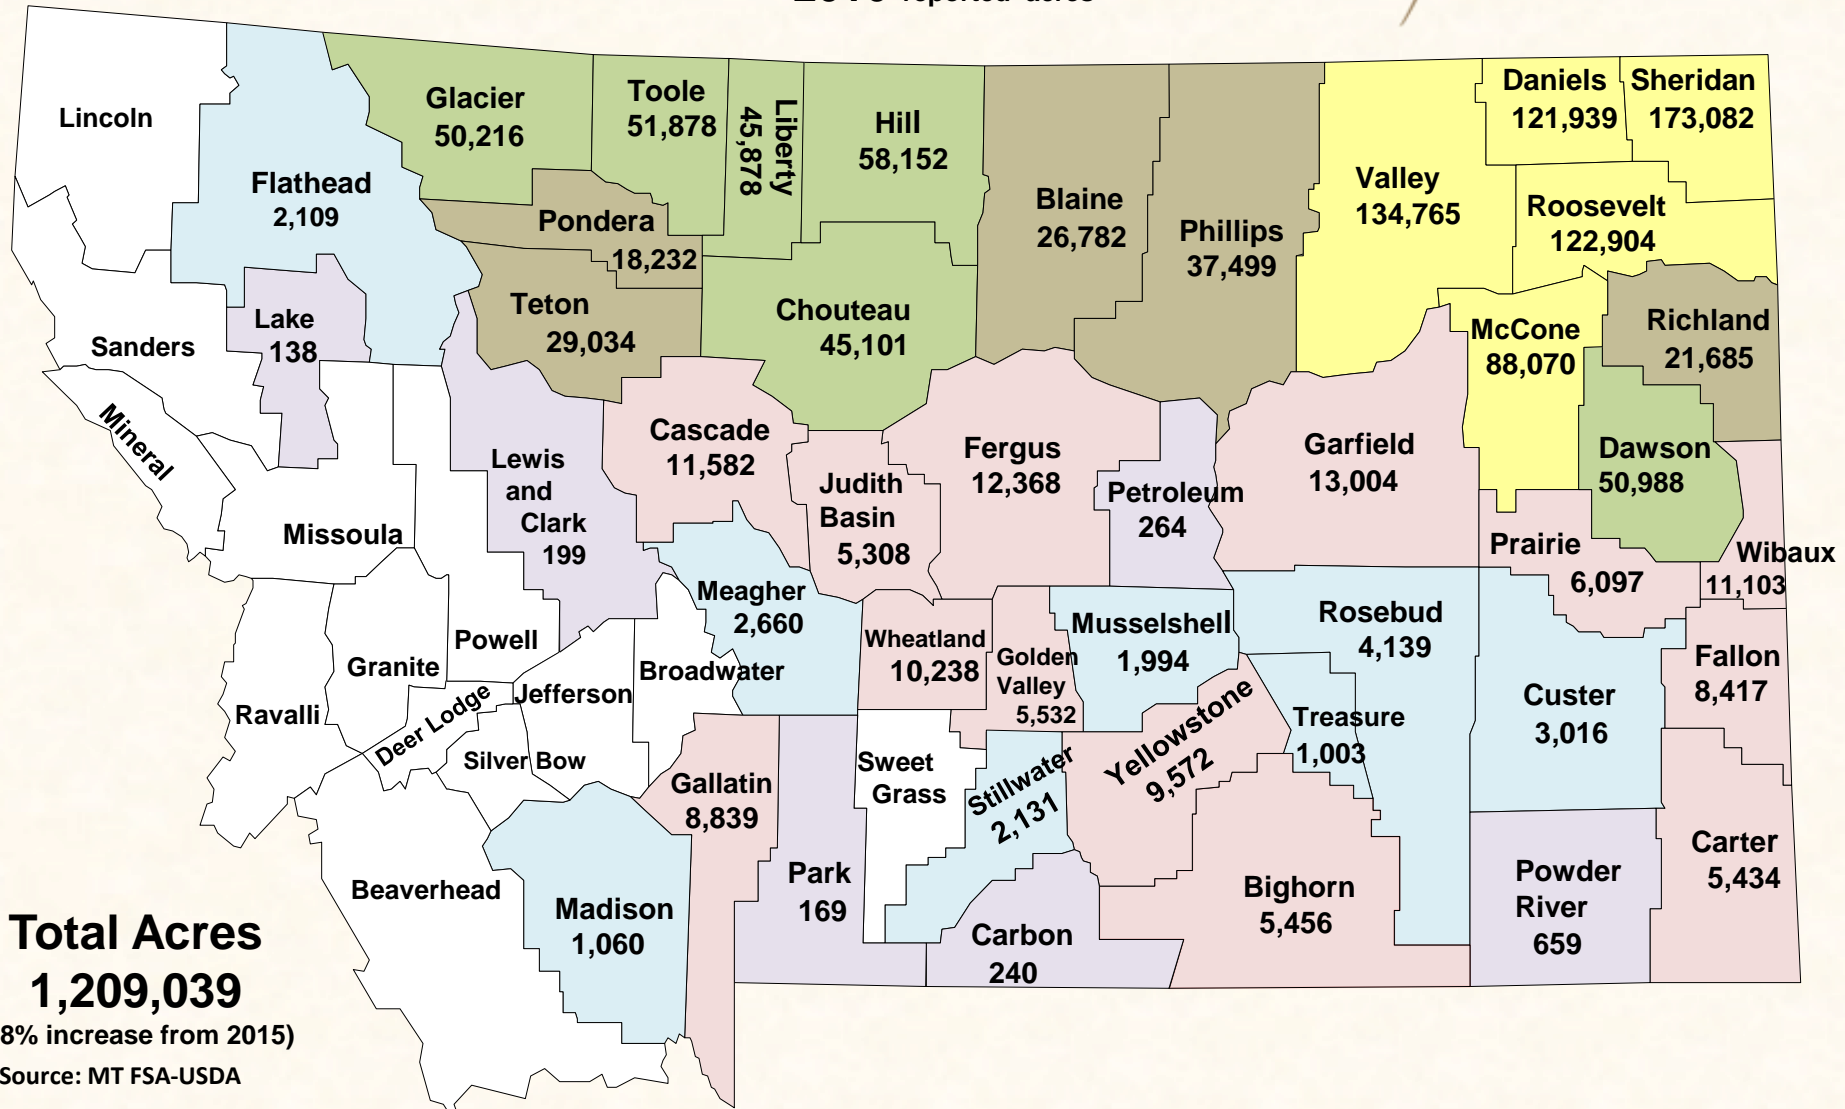 reported acres
Lincoln
Flathead
2,109
Glacier
50,216
Toole
51,878
Liberty
45,878
Hill
58,152
Blaine
26,782
Phillips
37,499
Valley
134,765
Daniels
121,939
Sheridan
173,082
Roosevelt
122,904
Pondera
18,232
Teton
29,034
Chouteau
45,101
McCone
88,070
Richland
21,685
Sanders
Lake
138
Mineral
Missoula
Lewis
and
Clark
199
Cascade
11,582
Judith
Basin
5,308
Fergus
12,368
Petroleum
264
Garfield
13,004
Dawson
50,988
Prairie
6,097
Wibaux
11,103
Meagher
2,660
Wheatland
10,238
Golden
Valley
5,532
Musselshell
1,994
Rosebud
4,139
Treasure
1,003
Custer
3,016
Fallon
8,417
Powell
Granite
Ravalli
Deer Lodge
Jefferson
Silver Bow
Broadwater
Gallatin
8,839
Sweet
Grass
Stillwater
2,131
Yellowstone
9,572
Beaverhead
Madison
1,060
Park
169
Carbon
240
Bighorn
5,456
Powder
River
659
Carter
5,434
Total Acres
1,209,039
8% increase from 2015)
Source: MT FSA-USDA